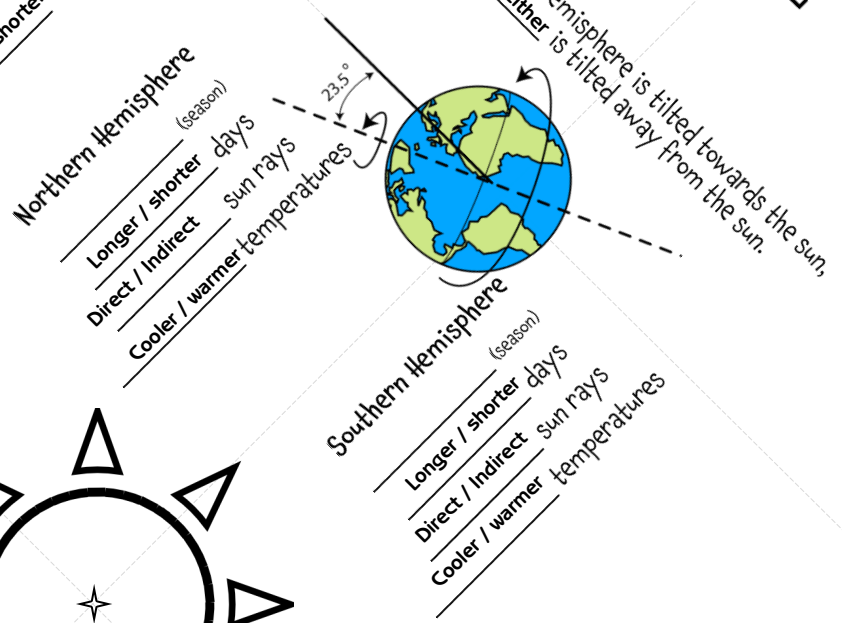 shorter
Northern Hemisphere
(season)
Longer / shorter days
Direct / Indirect sun rays
Cooler / warmer temperatures
23.5°
emisphere is tilted towards the sun,
either is tilted away from the sun.
Southern Hemisphere
(season)
Longer / shorter days
Direct / Indirect sun rays
Cooler / warmer temperatures